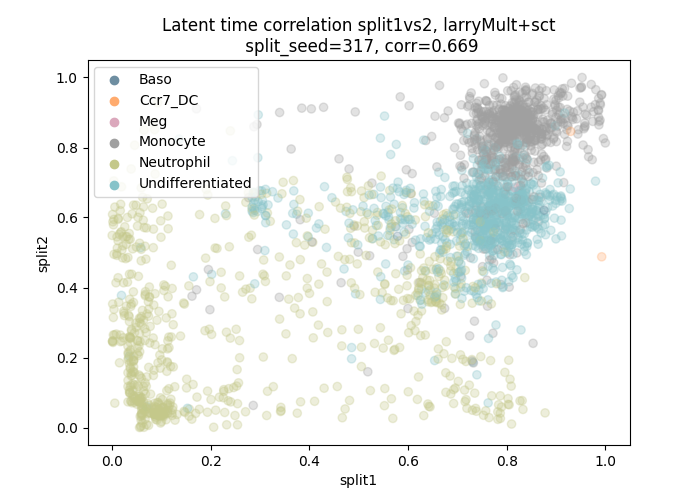 Latent time correlation split1vs2, larryMult+sct
split_seed=317, corr=0.669
1.0
0.8
0.6
0.4
0.2
0.0
split2
Baso
Ccr7_DC
Meg
Monocyte
Neutrophil
Undifferentiated
0.0 0.2 0.4 0.6 0.8 1.0
split1